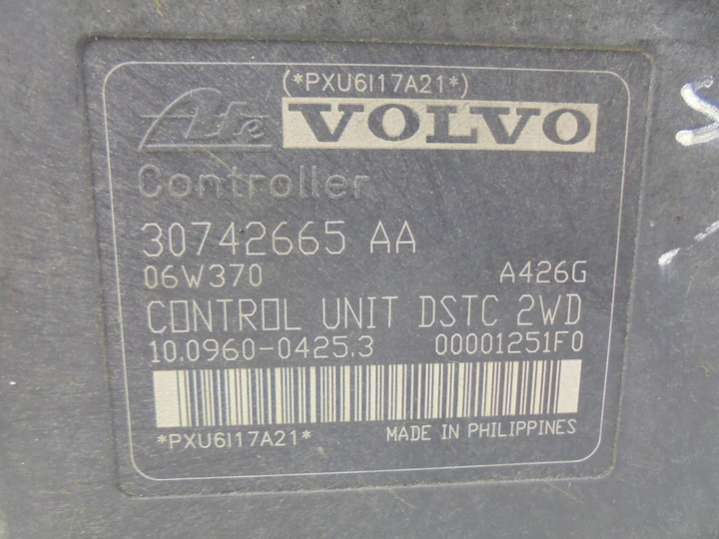 (*PXU6I17A21*)
Ate VOLVO
Controller
30742665 AA
06W370 A426G
CONTROL UNIT DSTC 2WD
10.0960-0425.3 00001251F0
*PXU6I17A21* MADE IN PHILIPPINES